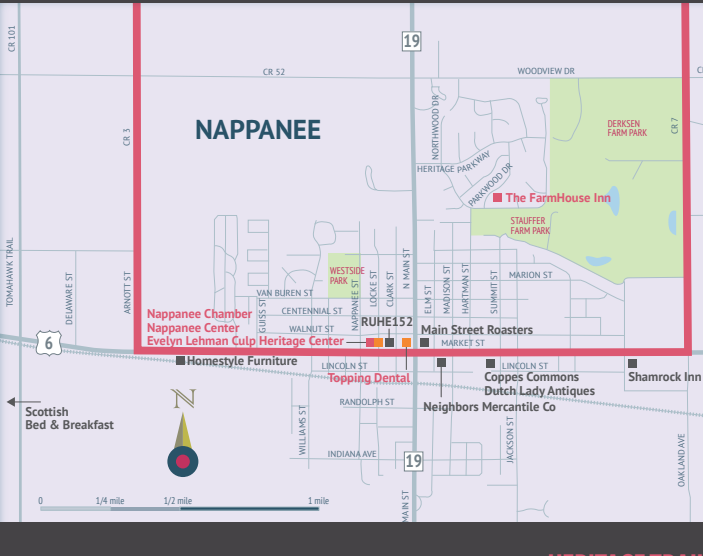 CR 101
19
CR 52
WOODVIEW DR
NAPPANEE
CR 3
NORTHWOOD DR
DERKSEN
FARM PARK
CR 7
HERITAGE PARKWAY
PARKWOOD DR
The FarmHouse Inn
STAUFFER
FARM PARK
TOMAHAWK TRAIL
DELAWARE ST
ARNOTT ST
WESTSIDE
PARK
NAPPANEE ST
LOCKE ST
CLARK ST
N MAIN ST
ELM ST
MADISON ST
HARTMAN ST
SUMMIT ST
MARION ST
VAN BUREN ST
GUISS ST
CENTENNIAL ST
WALNUT ST
Nappanee Chamber
Nappanee Center
Evelyn Lehman Culp Heritage Center
RUHE152
Main Street Roasters
MARKET ST
6
Homestyle Furniture
LINCOLN ST
Topping Dental
LINCOLN ST
Coppes Commons
Dutch Lady Antiques
Shamrock Inn
Neighbors Mercantile Co
RANDOLPH ST
Scottish
Bed & Breakfast
N
WILLIAMS ST
INDIANA AVE
19
JACKSON ST
OAKLAND AVE
MAIN ST
0 1/4 mile 1/2 mile 1 mile